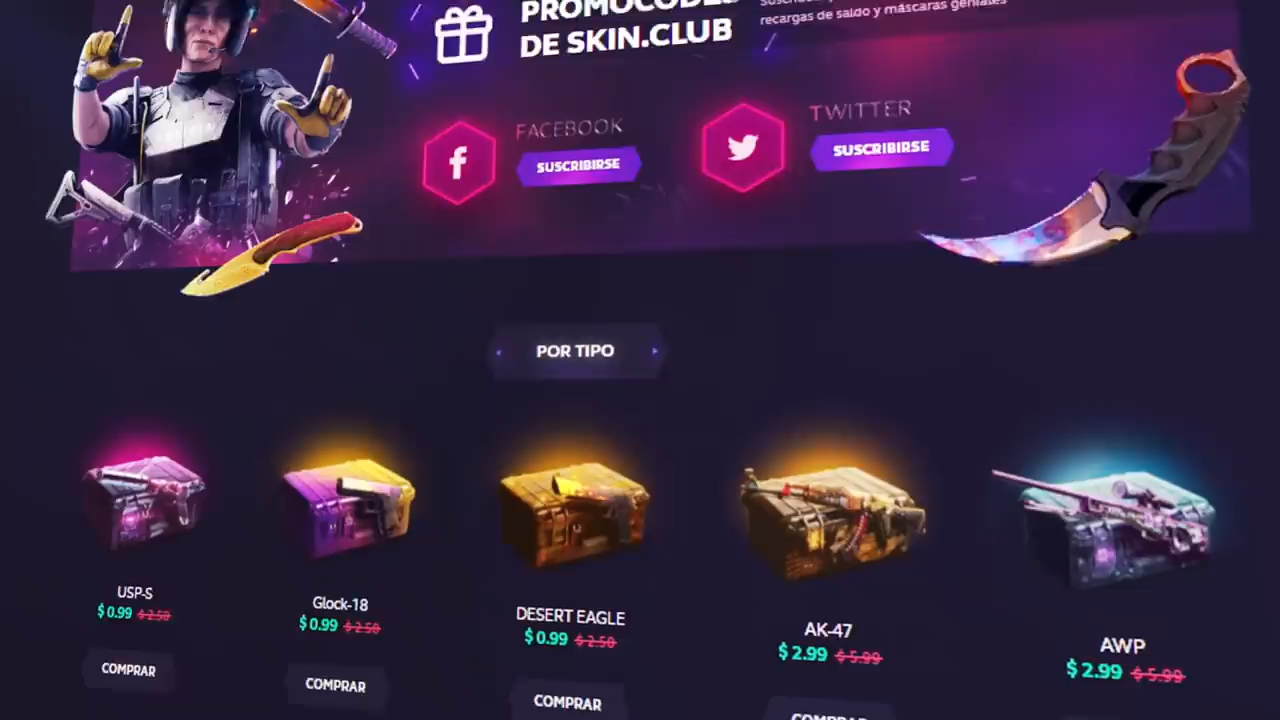 PROMOCODES
DE SKIN.CLUB
recargas de saldo y máscaras geniales
FACEBOOK
SUSCRIBIRSE
TWITTER
SUSCRIBIRSE
POR TIPO
USP-S
$ 0.99 $ 2.50
COMPRAR
Glock-18
$ 0.99 $ 2.50
COMPRAR
DESERT EAGLE
$ 0.99 $ 2.50
COMPRAR
AK-47
$ 2.99 $ 5.99
COMPRAR
AWP
$ 2.99 $ 5.99